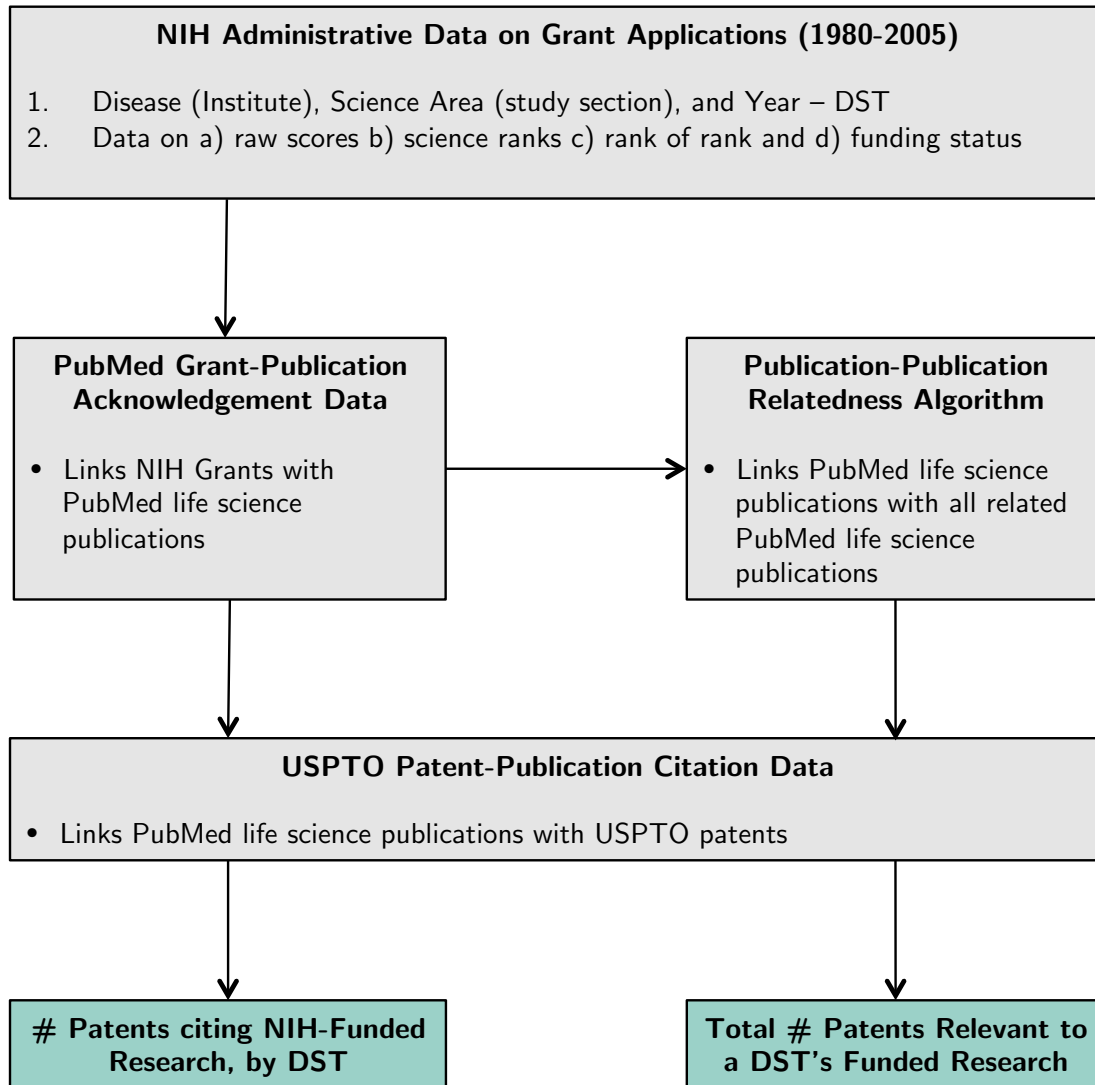 NIH Administrative Data on Grant Applications (1980-2005)
1. Disease (Institute), Science Area (study section), and Year – DST
2. Data on a) raw scores b) science ranks c) rank of rank and d) funding status
PubMed Grant-Publication
Acknowledgement Data
• Links NIH Grants with
PubMed life science
publications
Publication-Publication
Relatedness Algorithm
• Links PubMed life science
publications with all related
PubMed life science
publications
USPTO Patent-Publication Citation Data
• Links PubMed life science publications with USPTO patents
# Patents citing NIH-Funded
Research, by DST
Total # Patents Relevant to
a DST's Funded Research